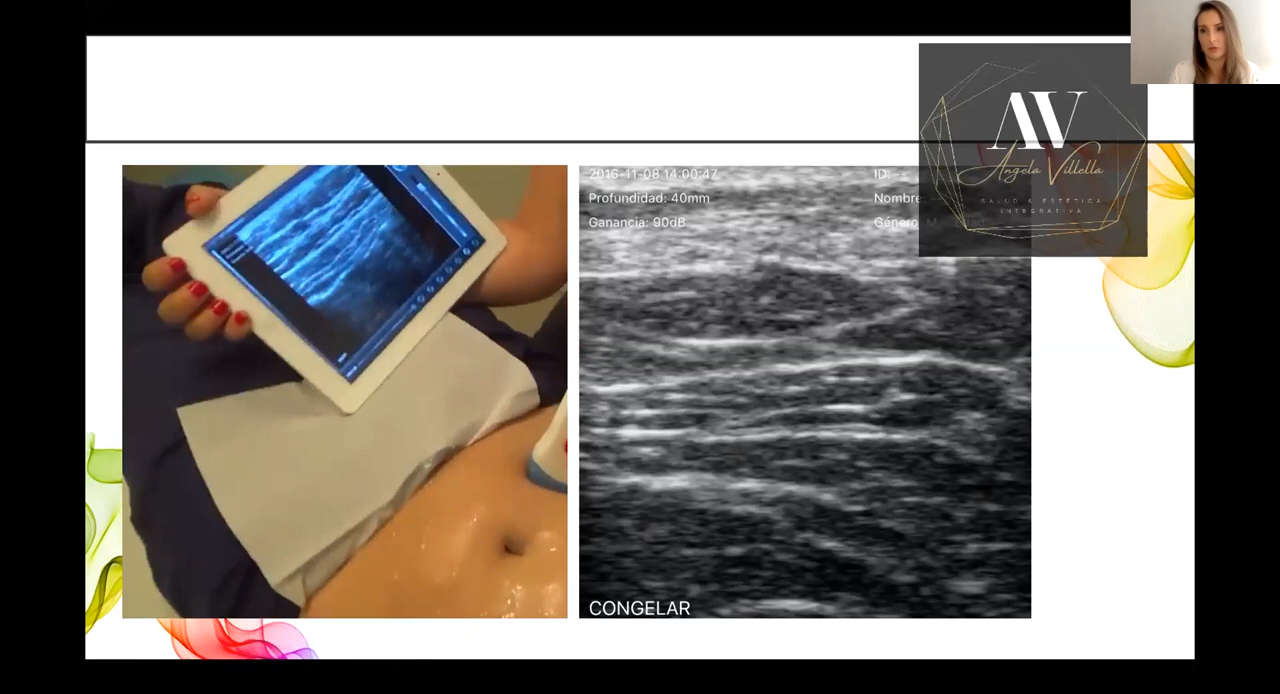 2016-11-08 14:00:47
Profundidad: 40mm
Ganancia: 90dB
ID: --
Nombre
Género
CONGELAR
AV
Angela Villella
SALUD & ESTÉTICA
INTEGRATIVA